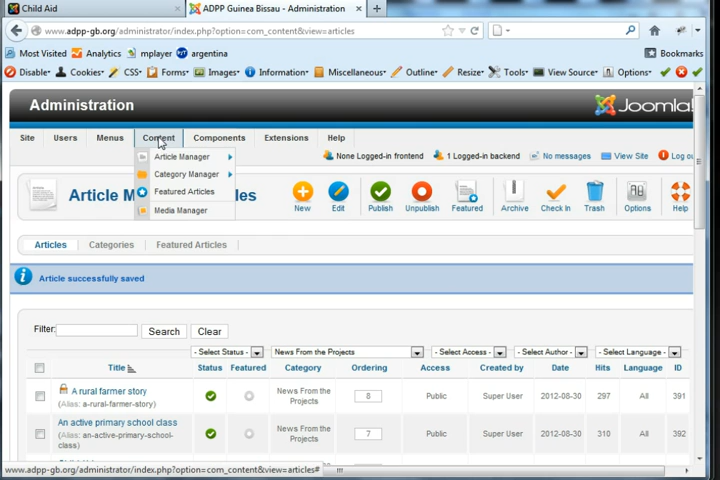 Child Aid
ADPP Guinea Bissau - Administration
www.adpp-gb.org/administrator/index.php?option=com_content&view=articles
Most Visited Analytics mplayer argentina Bookmarks
Disable Cookies CSS Forms Images Information Miscellaneous Outline Resize Tools View Source Options
Administration
Joomla!
Site Users Menus Content Components Extensions Help
None Logged-in frontend 1 Logged-in backend No messages View Site Log ou
Article Manager
Category Manager
Featured Articles
Media Manager
Article M les
New Edit Publish Unpublish Featured Archive Check In Trash Options Help
Articles Categories Featured Articles
Article successfully saved
Filter: Search Clear
- Select Status - News From the Projects - Select Access - - Select Author - - Select Language -
Title Status Featured Category Ordering Access Created by Date Hits Language ID
A rural farmer story
(Alias: a-rural-farmer-story)
News From the
Projects
8 Public Super User 2012-08-30 297 All 391
An active primary school class
(Alias: an-active-primary-school-
class)
News From the
Projects
7 Public Super User 2012-08-30 310 All 392
www.adpp-gb.org/administrator/index.php?option=com_content&view=articles#